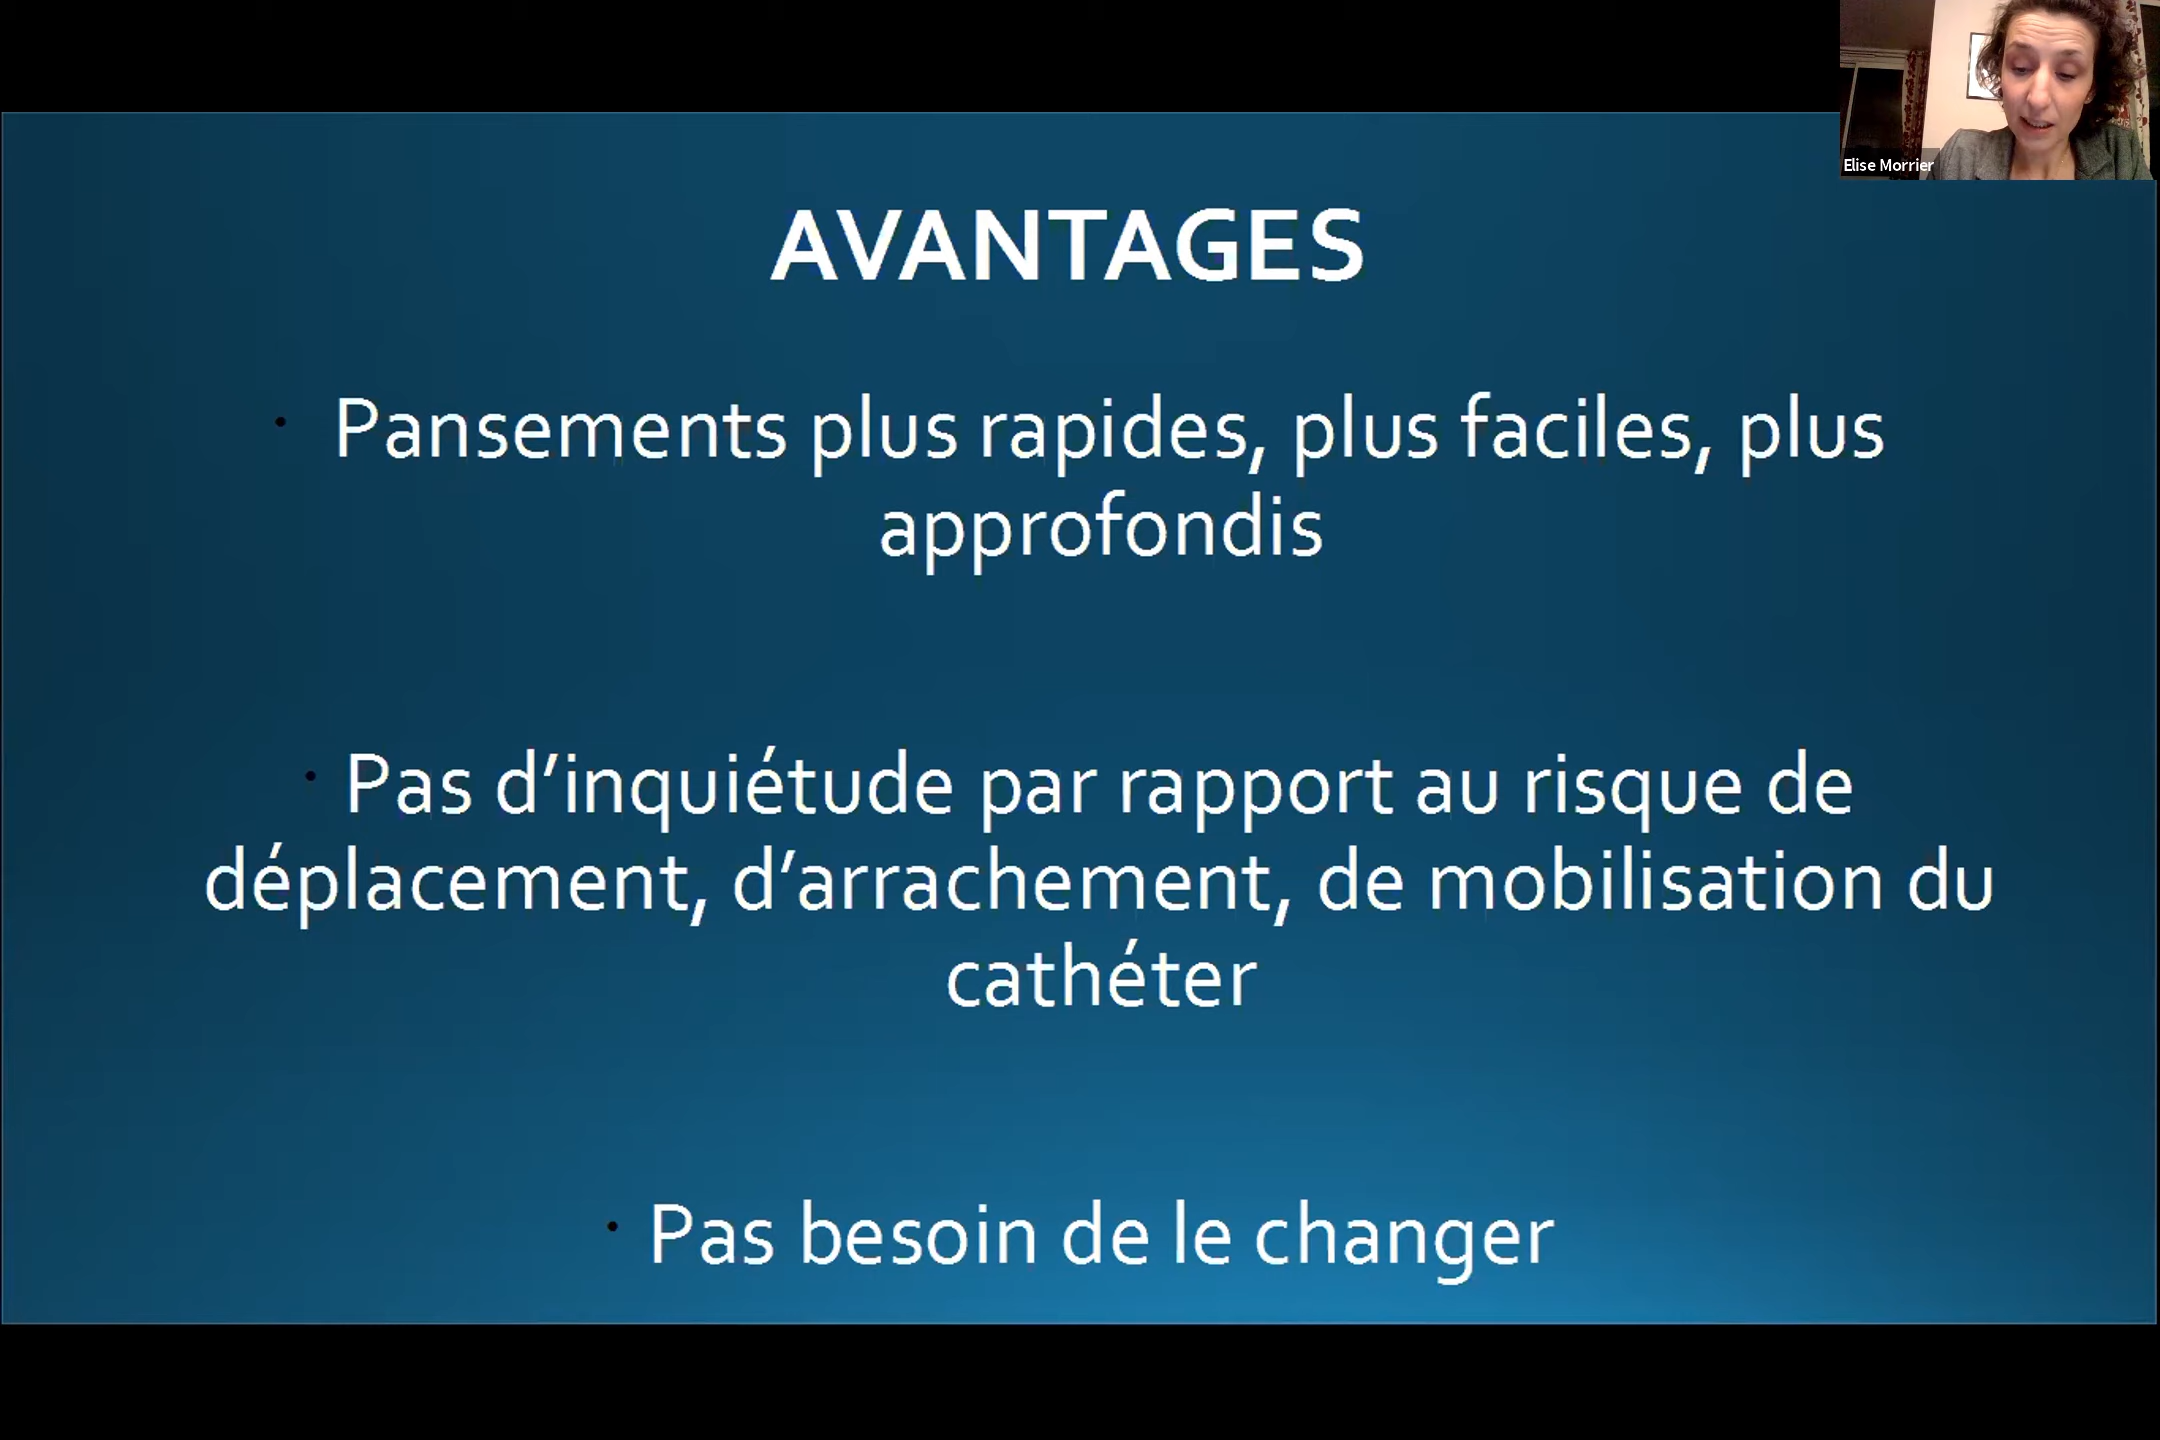 Elise Morrier
AVANTAGES
• Pansements plus rapides, plus faciles, plus
approfondis
• Pas d’inquiétude par rapport au risque de
déplacement, d’arrachement, de mobilisation du
cathéter
• Pas besoin de le changer